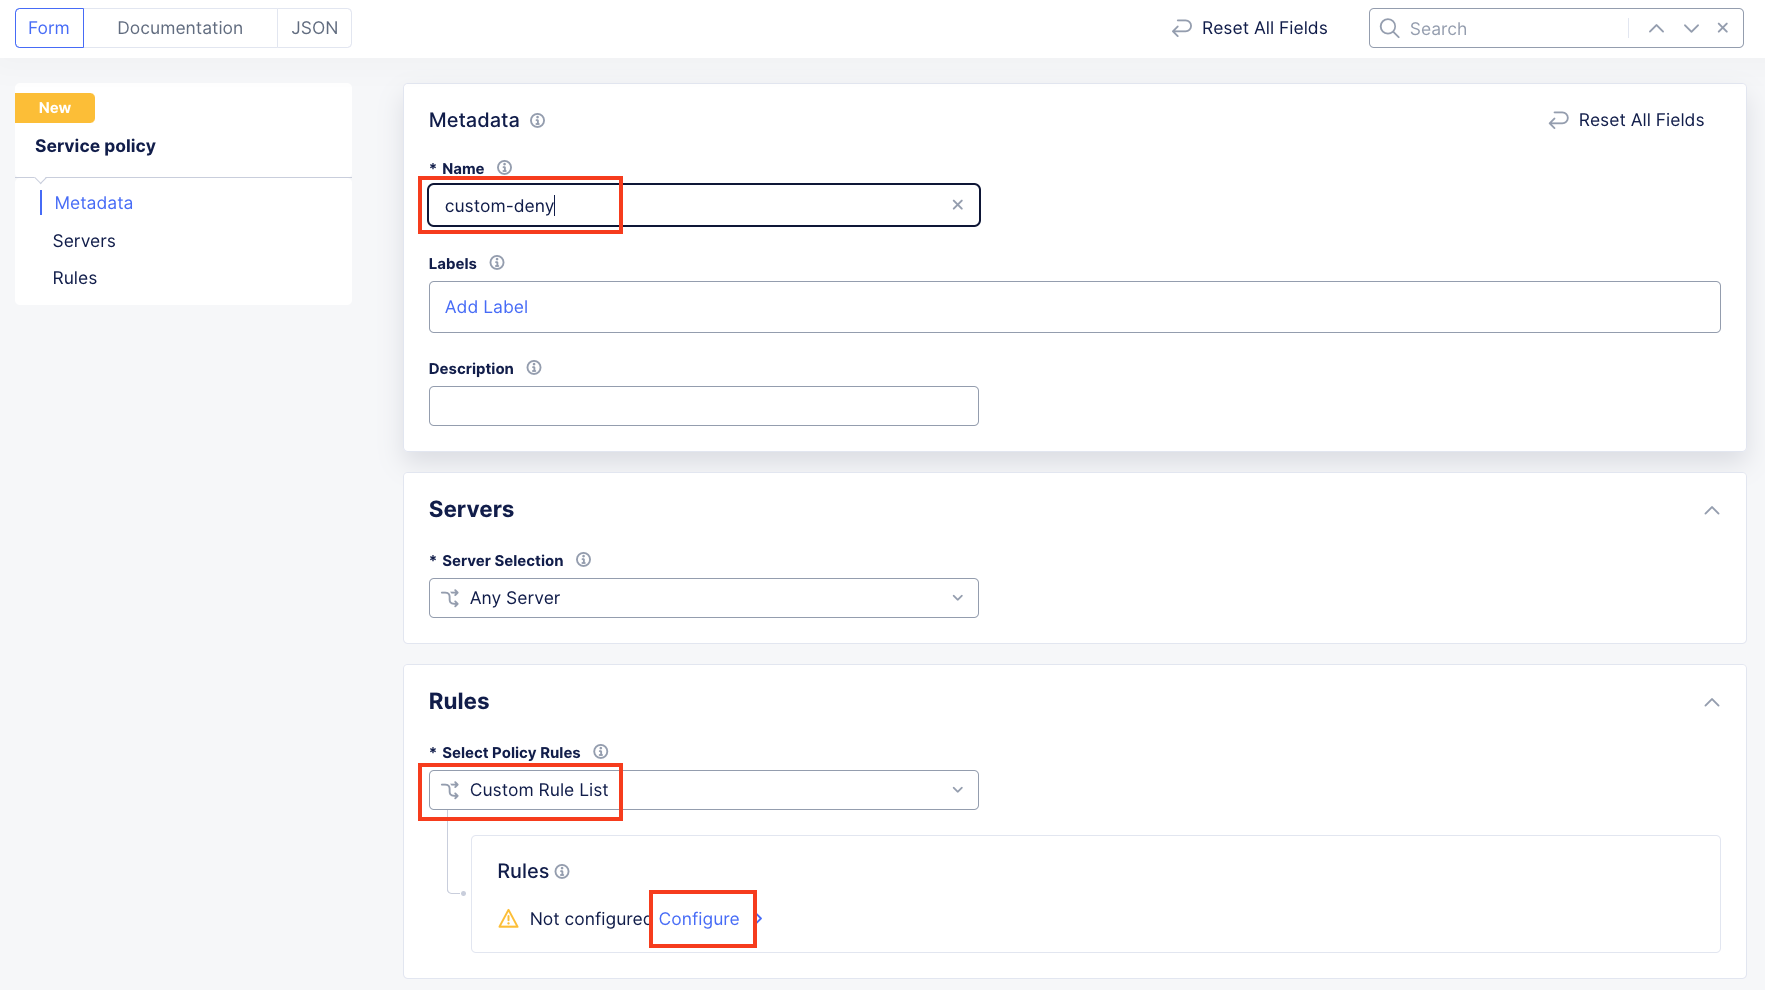 Form Documentation JSON Reset All Fields Search
New
Service policy
Metadata
Servers
Rules
Metadata Reset All Fields
* Name
custom-deny
Labels
Add Label
Description
Servers
* Server Selection
Any Server
Rules
* Select Policy Rules
Custom Rule List
Rules
Not configured Configure